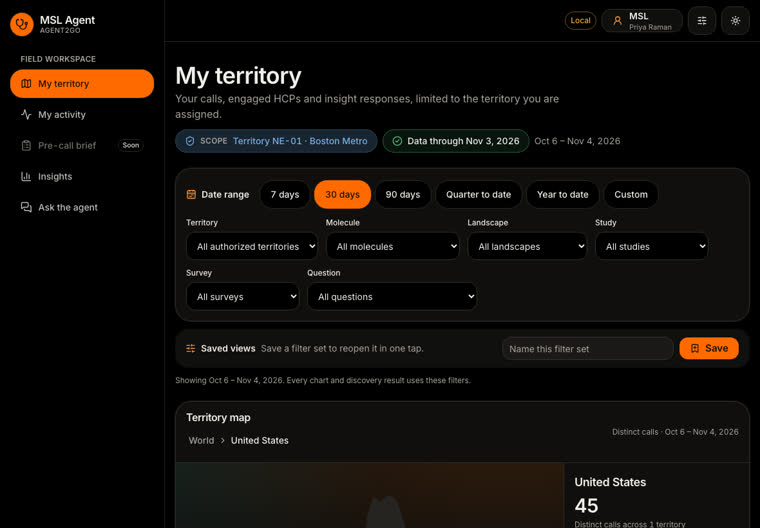 MSL Agent
AGENT2GO
FIELD WORKSPACE
My territory
My activity
Pre-call brief Soon
Insights
Ask the agent
Local
MSL
Priya Raman
My territory
Your calls, engaged HCPs and insight responses, limited to the territory you are
assigned.
SCOPE Territory NE-01 · Boston Metro
Data through Nov 3, 2026
Oct 6 – Nov 4, 2026
Date range 7 days 30 days 90 days Quarter to date Year to date Custom
Territory Molecule Landscape Study
All authorized territories All molecules All landscapes All studies
Survey Question
All surveys All questions
Saved views Save a filter set to reopen it in one tap. Name this filter set Save
Showing Oct 6 – Nov 4, 2026. Every chart and discovery result uses these filters.
Territory map
World › United States
Distinct calls · Oct 6 – Nov 4, 2026
United States
45
Distinct calls across 1 territory